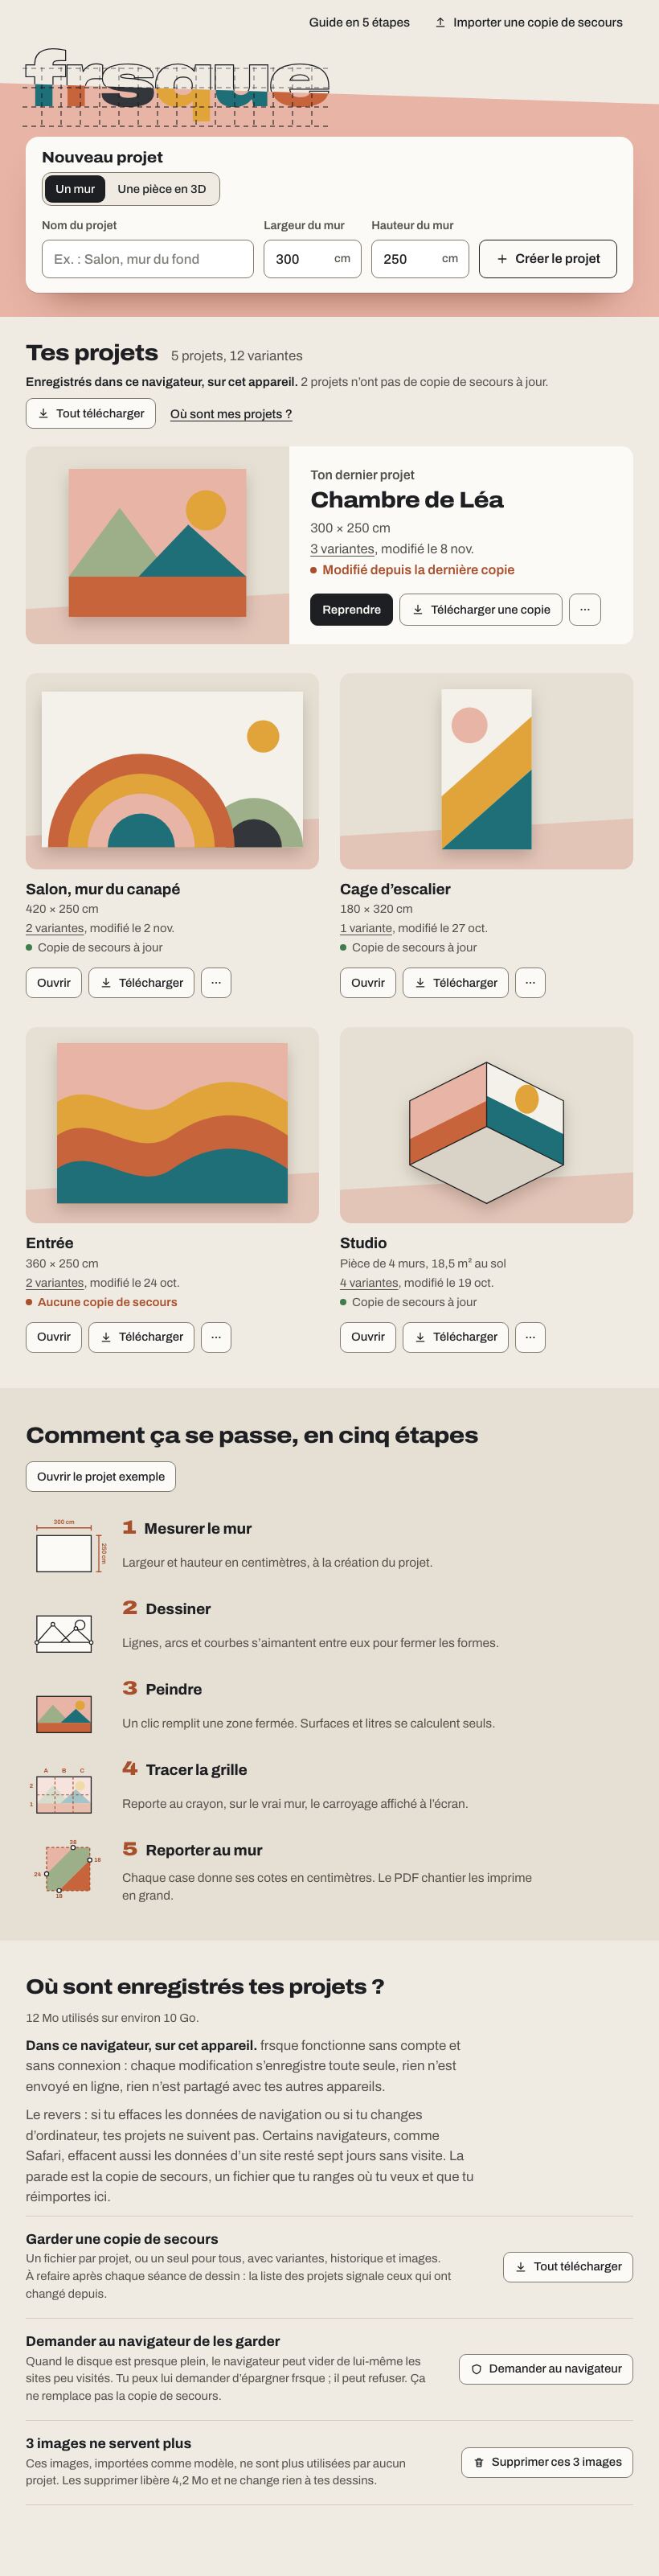 Guide en 5 étapes
Importer une copie de secours
frsque
Nouveau projet
Un mur
Une pièce en 3D
Nom du projet
Largeur du mur
Hauteur du mur
Ex. : Salon, mur du fond
300 cm
250 cm
Créer le projet
Tes projets
5 projets, 12 variantes
Enregistrés dans ce navigateur, sur cet appareil. 2 projets n’ont pas de copie de secours à jour.
Tout télécharger
Où sont mes projets ?
Ton dernier projet
Chambre de Léa
300 × 250 cm
3 variantes, modifié le 8 nov.
Modifié depuis la dernière copie
Reprendre
Télécharger une copie
...
Salon, mur du canapé
420 × 250 cm
2 variantes, modifié le 2 nov.
Copie de secours à jour
Ouvrir
Télécharger
...
Cage d’escalier
180 × 320 cm
1 variante, modifié le 27 oct.
Copie de secours à jour
Ouvrir
Télécharger
...
Entrée
360 × 250 cm
2 variantes, modifié le 24 oct.
Aucune copie de secours
Ouvrir
Télécharger
...
Studio
Pièce de 4 murs, 18,5 m² au sol
4 variantes, modifié le 19 oct.
Copie de secours à jour
Ouvrir
Télécharger
...
Comment ça se passe, en cinq étapes
Ouvrir le projet exemple
300 cm
250 cm
1 Mesurer le mur
Largeur et hauteur en centimètres, à la création du projet.
2 Dessiner
Lignes, arcs et courbes s’aimantent entre eux pour fermer les formes.
3 Peindre
Un clic remplit une zone fermée. Surfaces et litres se calculent seuls.
A B C
2
1
4 Tracer la grille
Reporte au crayon, sur le vrai mur, le carroyage affiché à l’écran.
38
18
24
18
5 Reporter au mur
Chaque case donne ses cotes en centimètres. Le PDF chantier les imprime
en grand.
Où sont enregistrés tes projets ?
12 Mo utilisés sur environ 10 Go.
Dans ce navigateur, sur cet appareil. frsque fonctionne sans compte et
sans connexion : chaque modification s’enregistre toute seule, rien n’est
envoyé en ligne, rien n’est partagé avec tes autres appareils.
Le revers : si tu effaces les données de navigation ou si tu changes
d’ordinateur, tes projets ne suivent pas. Certains navigateurs, comme
Safari, effacent aussi les données d’un site resté sept jours sans visite. La
parade est la copie de secours, un fichier que tu ranges où tu veux et que tu
réimportes ici.
Garder une copie de secours
Un fichier par projet, ou un seul pour tous, avec variantes, historique et images.
À refaire après chaque séance de dessin : la liste des projets signale ceux qui ont
changé depuis.
Tout télécharger
Demander au navigateur de les garder
Quand le disque est presque plein, le navigateur peut vider de lui-même les
sites peu visités. Tu peux lui demander d’épargner frsque ; il peut refuser. Ça
ne remplace pas la copie de secours.
Demander au navigateur
3 images ne servent plus
Ces images, importées comme modèle, ne sont plus utilisées par aucun
projet. Les supprimer libère 4,2 Mo et ne change rien à tes dessins.
Supprimer ces 3 images